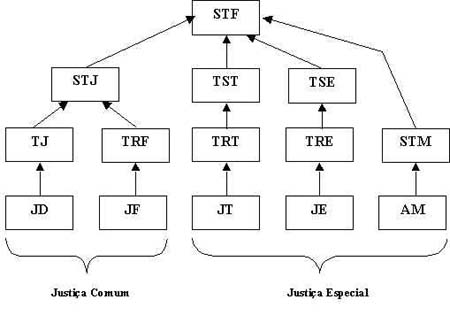 STF
STJ TST TSE
TJ TRF TRT TRE STM
JD JF JT JE AM
Justiça Comum Justiça Especial